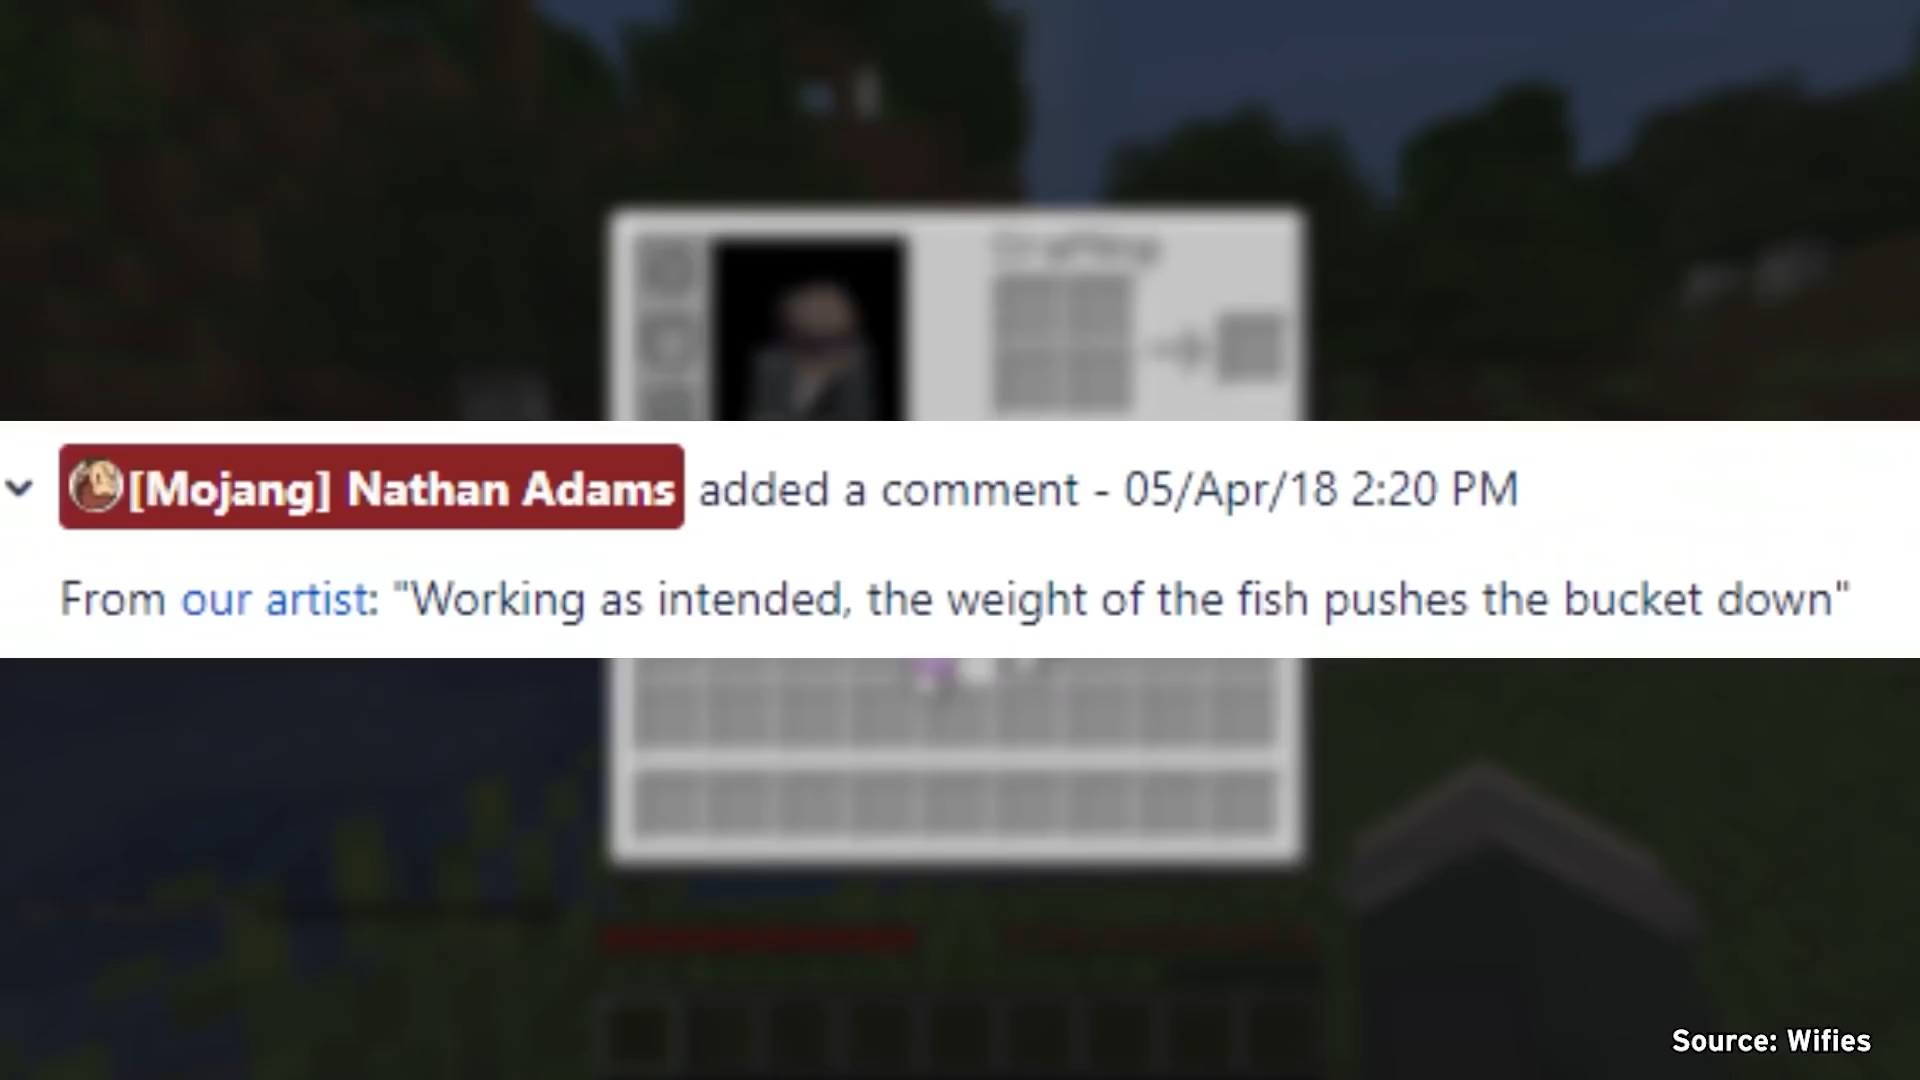 Crafting
[Mojang] Nathan Adams added a comment - 05/Apr/18 2:20 PM
From our artist: "Working as intended, the weight of the fish pushes the bucket down"
Source: Wifies